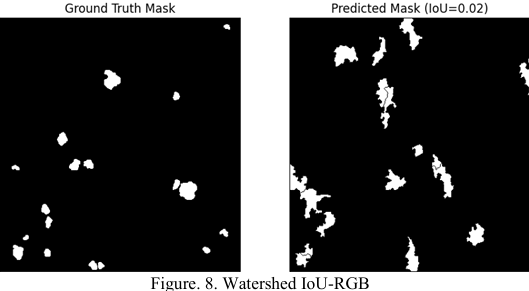 Ground Truth Mask
Predicted Mask (IoU=0.02)
Figure. 8. Watershed IoU-RGB